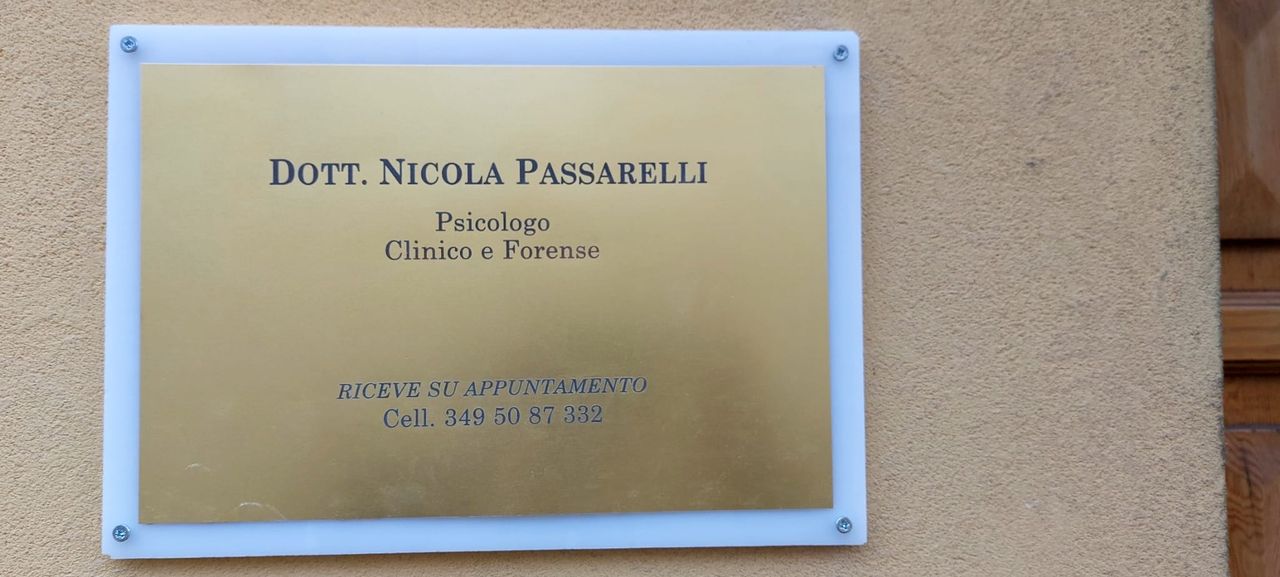 DOTT. NICOLA PASSARELLI
Psicologo
Clinico e Forense
RICEVE SU APPUNTAMENTO
Cell. 349 50 87 332